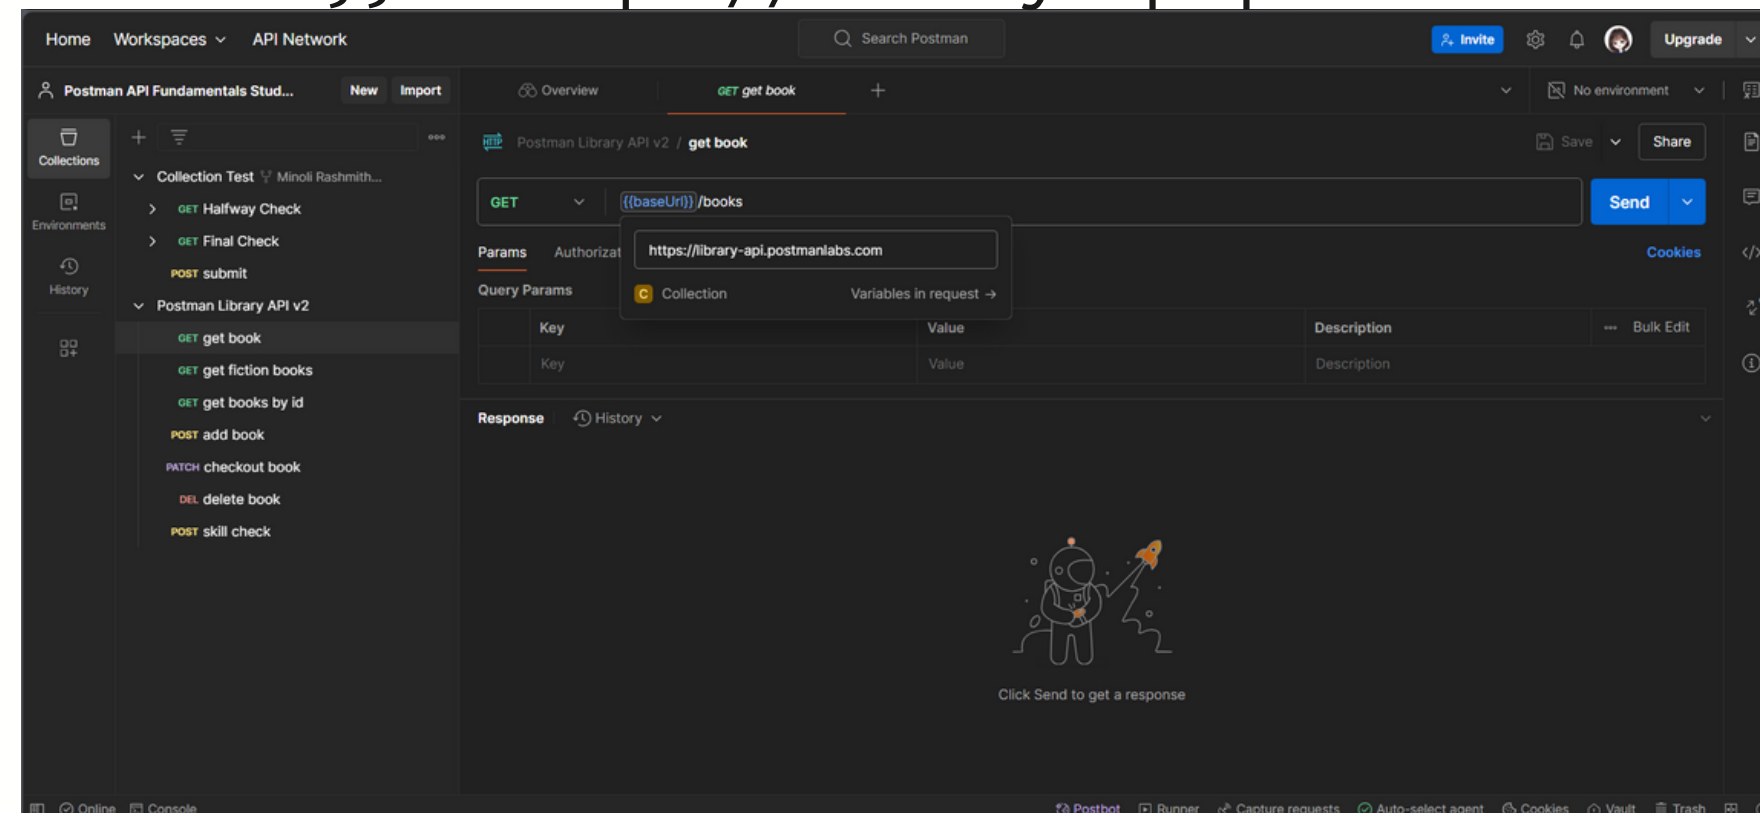 Home Workspaces API Network Search Postman Invite Upgrade
Postman API Fundamentals Stud... New Import Overview GET get book No environment
Collections
Environments
History
Collection Test Minoli Rashmith...
GET Halfway Check
GET Final Check
POST submit
Postman Library API v2
GET get book
GET get fiction books
GET get books by id
POST add book
PATCH checkout book
DEL delete book
POST skill check
HTTP Postman Library API v2 / get book Save Share
GET {{baseUrl}}/books Send
https://library-api.postmanlabs.com
C Collection Variables in request →
Params Authorizat Cookies
Query Params
Key Value Description ••• Bulk Edit
Key Value Description
Response History
Click Send to get a response
Online Console Postbot Runner Capture requests Auto-select agent Cookies Vault Trash